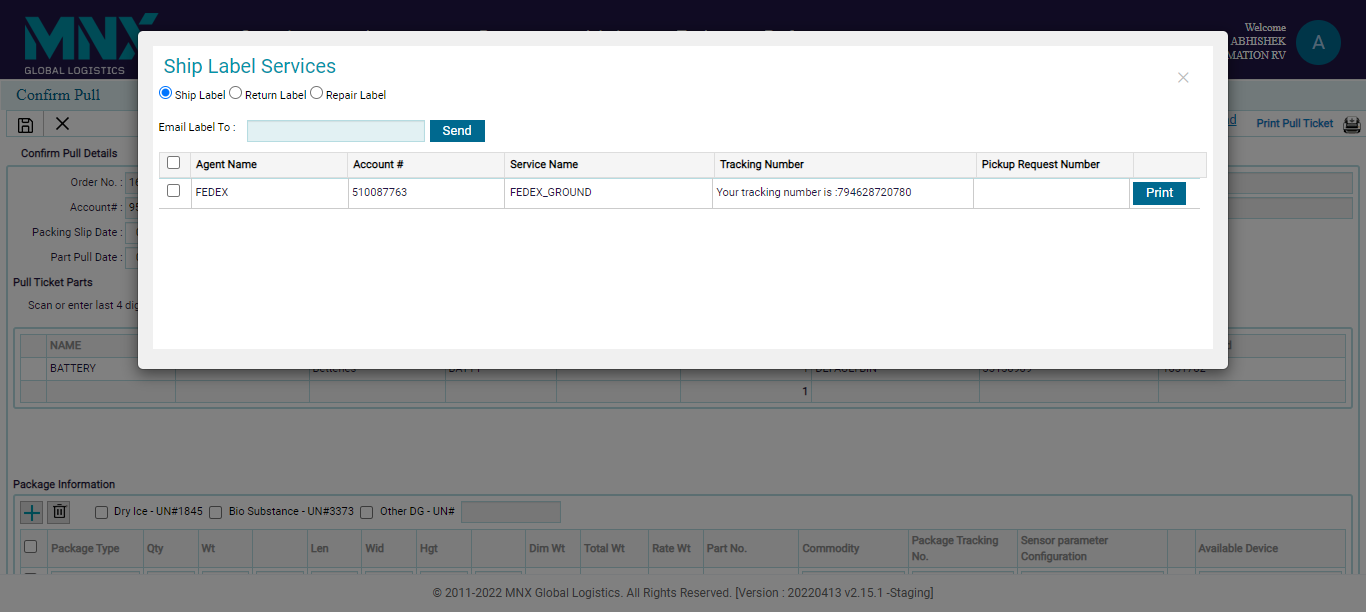 MNX
GLOBAL LOGISTICS
Welcome
ABHISHEK
MATION RV
A
Confirm Pull
Print Pull Ticket
Ship Label Services
×
Ship Label Return Label Repair Label
Email Label To : Send
Agent Name Account # Service Name Tracking Number Pickup Request Number
FEDEX 510087763 FEDEX_GROUND Your tracking number is :794628720780 Print
Confirm Pull Details
Order No. : 16
Account# : 95
Packing Slip Date :
Part Pull Date :
Pull Ticket Parts
Scan or enter last 4 dig
NAME
BATTERY
1
Package Information
Dry Ice - UN#1845 Bio Substance - UN#3373 Other DG - UN#
Package Type Qty Wt Len Wid Hgt Dim Wt Total Wt Rate Wt Part No. Commodity Package Tracking No. Sensor parameter Configuration Available Device
© 2011-2022 MNX Global Logistics. All Rights Reserved. [Version : 20220413 v2.15.1 -Staging]